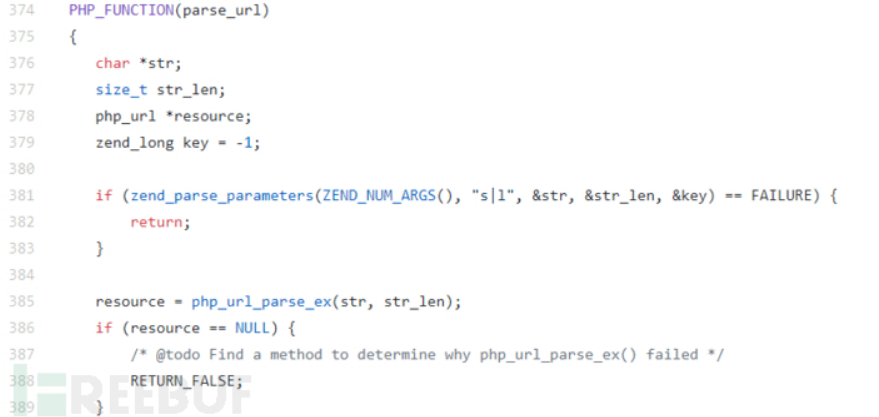 374 PHP_FUNCTION(parse_url)
375 {
376 char *str;
377 size_t str_len;
378 php_url *resource;
379 zend_long key = -1;
380
381 if (zend_parse_parameters(ZEND_NUM_ARGS(), "s|l", &str, &str_len, &key) == FAILURE) {
382 return;
383 }
384
385 resource = php_url_parse_ex(str, str_len);
386 if (resource == NULL) {
387 /* @todo Find a method to determine why php_url_parse_ex() failed */
388 RETURN_FALSE;
389 }
FREEBUF